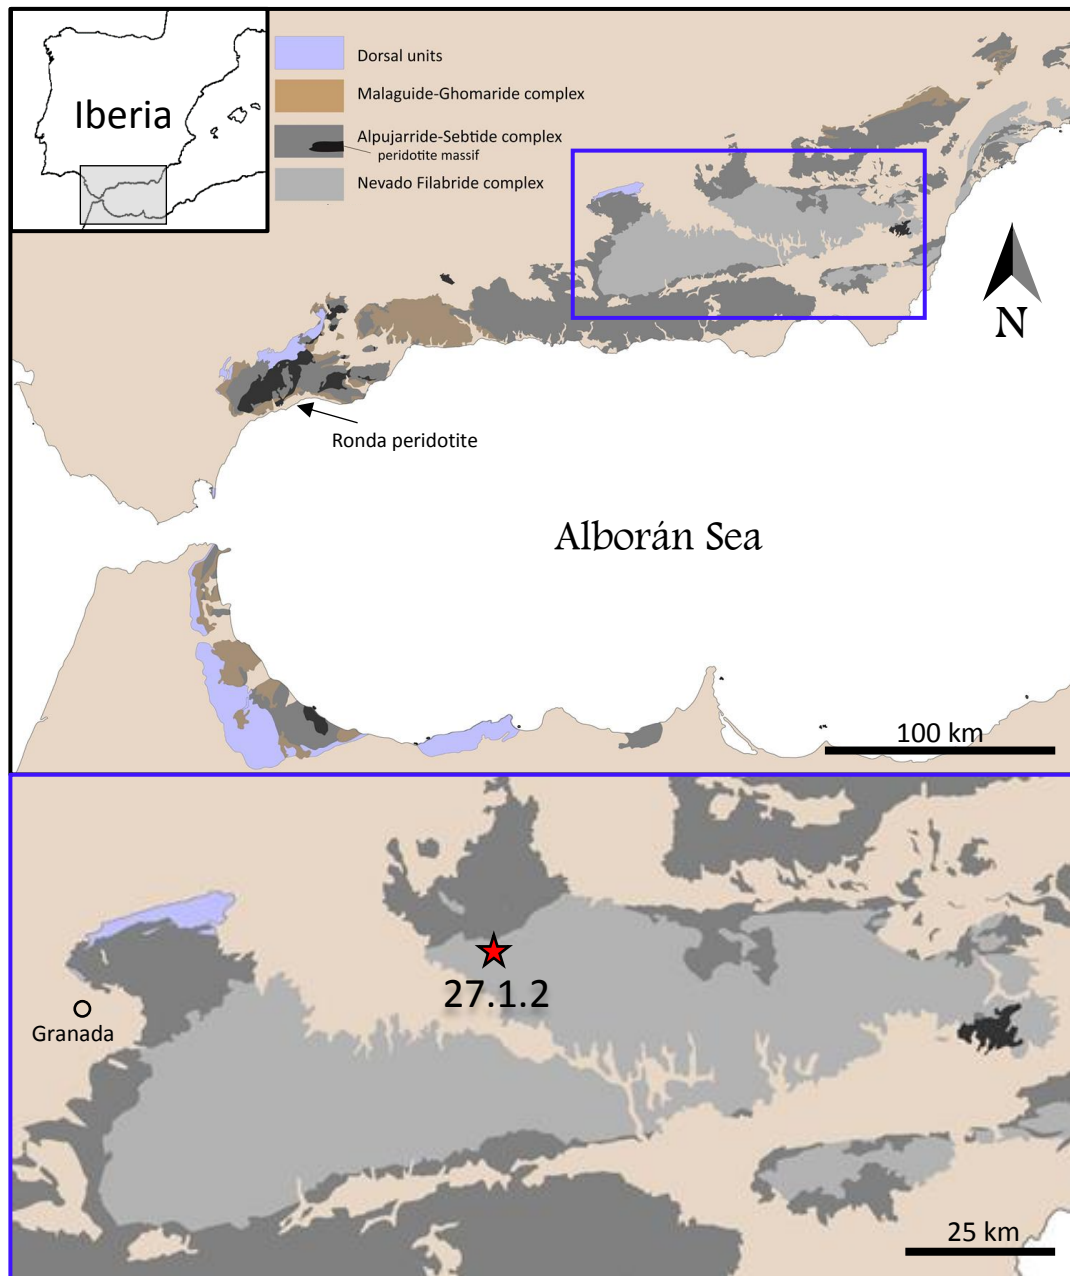 Iberia
Dorsal units
Malaguide-Ghomaride complex
Alpujarride-Sebtide complex
peridotite massif
Nevado Filabride complex
N
Ronda peridotite
Alborán Sea
100 km
27.1.2
Granada
25 km